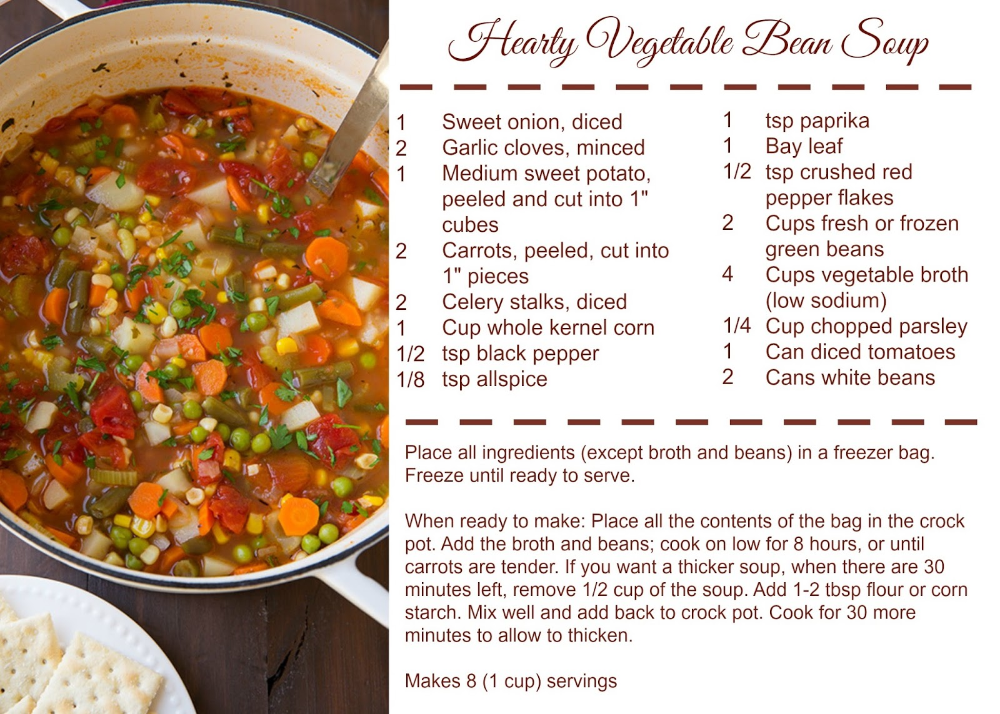 Hearty Vegetable Bean Soup
1 Sweet onion, diced
2 Garlic cloves, minced
1 Medium sweet potato,
peeled and cut into 1"
cubes
2 Carrots, peeled, cut into
1" pieces
2 Celery stalks, diced
1 Cup whole kernel corn
1/2 tsp black pepper
1/8 tsp allspice
1 tsp paprika
1 Bay leaf
1/2 tsp crushed red
pepper flakes
2 Cups fresh or frozen
green beans
4 Cups vegetable broth
(low sodium)
1/4 Cup chopped parsley
1 Can diced tomatoes
2 Cans white beans
Place all ingredients (except broth and beans) in a freezer bag.
Freeze until ready to serve.
When ready to make: Place all the contents of the bag in the crock
pot. Add the broth and beans; cook on low for 8 hours, or until
carrots are tender. If you want a thicker soup, when there are 30
minutes left, remove 1/2 cup of the soup. Add 1-2 tbsp flour or corn
starch. Mix well and add back to crock pot. Cook for 30 more
minutes to allow to thicken.
Makes 8 (1 cup) servings